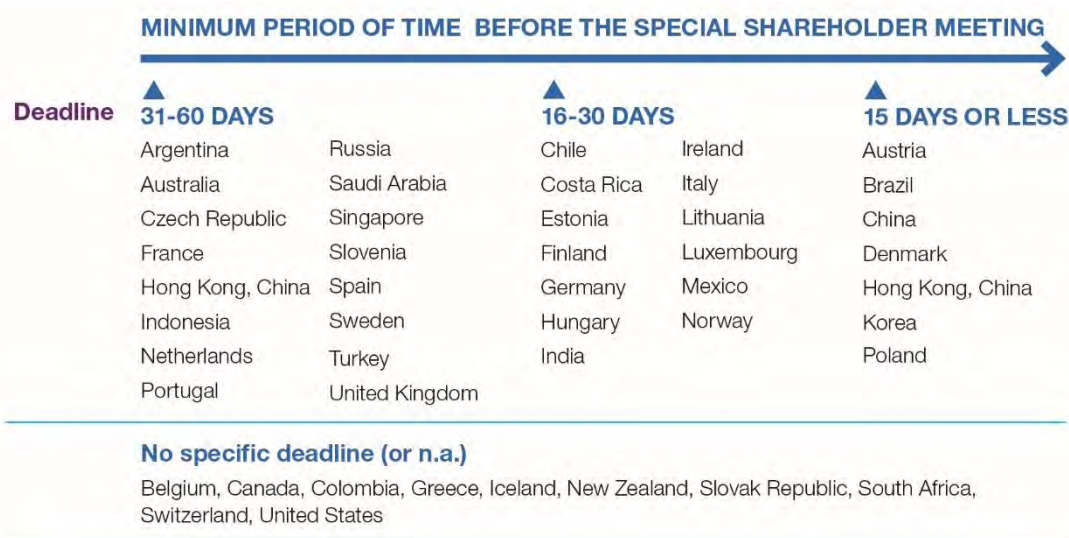 MINIMUM PERIOD OF TIME BEFORE THE SPECIAL SHAREHOLDER MEETING
Deadline
31-60 DAYS
Argentina
Australia
Czech Republic
France
Hong Kong, China
Indonesia
Netherlands
Portugal
Russia
Saudi Arabia
Singapore
Slovenia
Spain
Sweden
Turkey
United Kingdom
16-30 DAYS
Chile
Costa Rica
Estonia
Finland
Germany
Hungary
India
Ireland
Italy
Lithuania
Luxembourg
Mexico
Norway
15 DAYS OR LESS
Austria
Brazil
China
Denmark
Hong Kong, China
Korea
Poland
No specific deadline (or n.a.)
Belgium, Canada, Colombia, Greece, Iceland, New Zealand, Slovak Republic, South Africa,
Switzerland, United States